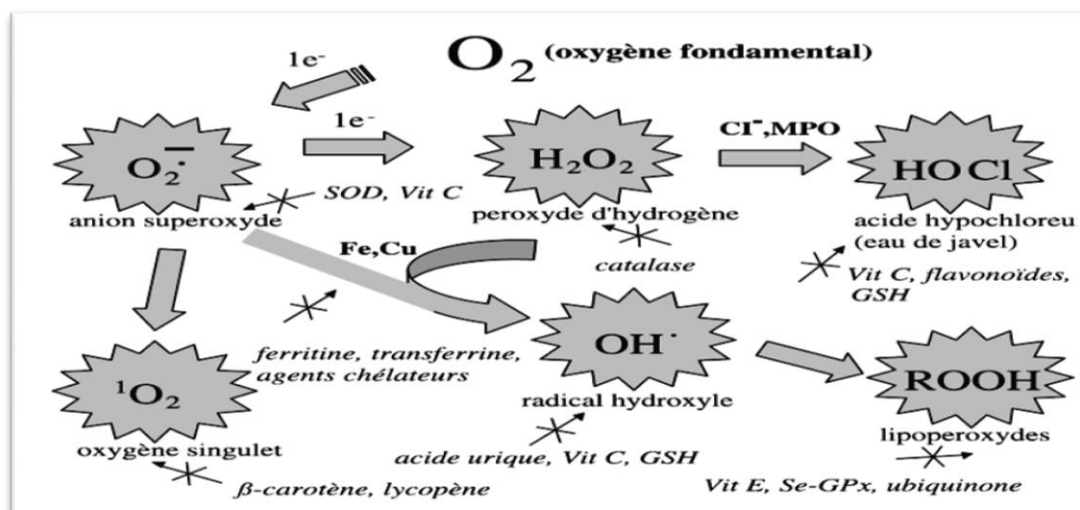 O2 (oxygène fondamental)
1e-
1e-
O2∸
anion superoxyde
SOD, Vit C
H2O2
peroxyde d'hydrogène
catalase
Cl-,MPO
HOCl
acide hypochloreu
(eau de javel)
Vit C, flavonoïdes,
GSH
Fe,Cu
ferritine, transferrine,
agents chélateurs
1O2
oxygène singulet
β-carotène, lycopène
OH·
radical hydroxyle
acide urique, Vit C, GSH
ROOH
lipoperoxydes
Vit E, Se-GPx, ubiquinone